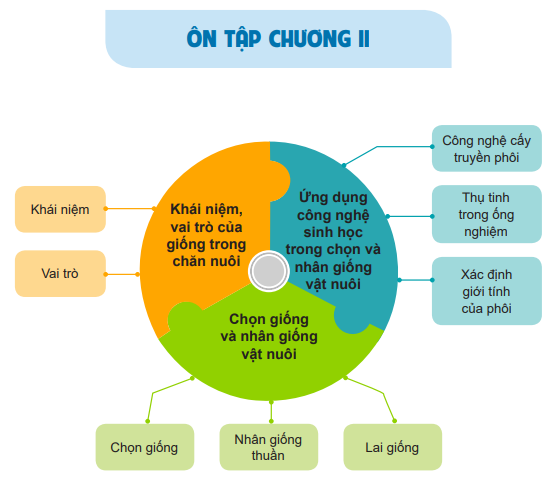 ÔN TẬP CHƯƠNG II
Khái niệm
Vai trò
Khái niệm,
vai trò của
giống trong
chăn nuôi
Ứng dụng
công nghệ
sinh học
trong chọn và
nhân giống
vật nuôi
Công nghệ cấy
truyền phôi
Thụ tinh
trong ống
nghiệm
Xác định
giới tính
của phôi
Chọn giống
và nhân giống
vật nuôi
Chọn giống
Nhân giống
thuần
Lai giống